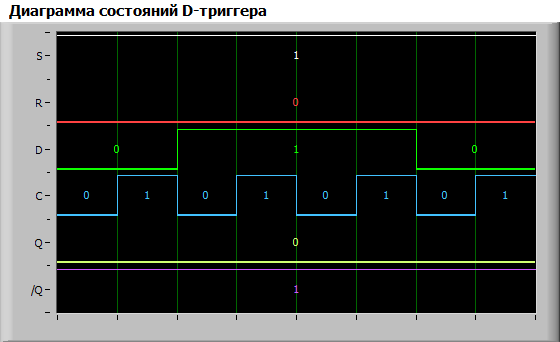 Диаграмма состояний D-триггера
S 1
R 0
D 0 1 0
C 0 1 0 1 0 1 0 1
Q 0
/Q 1